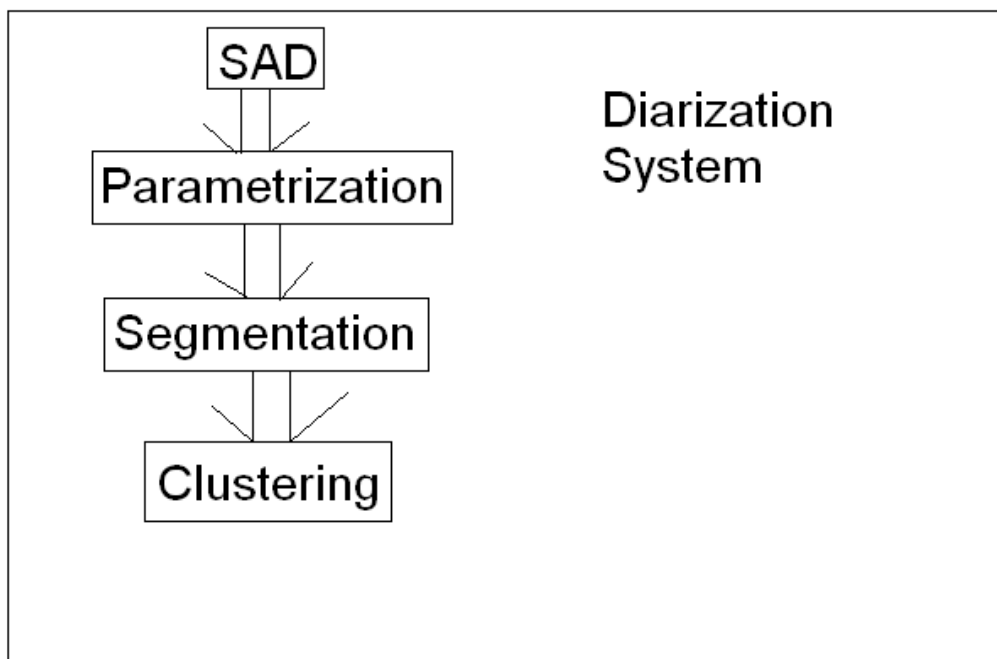 SAD
Diarization
System
Parametrization
Segmentation
Clustering